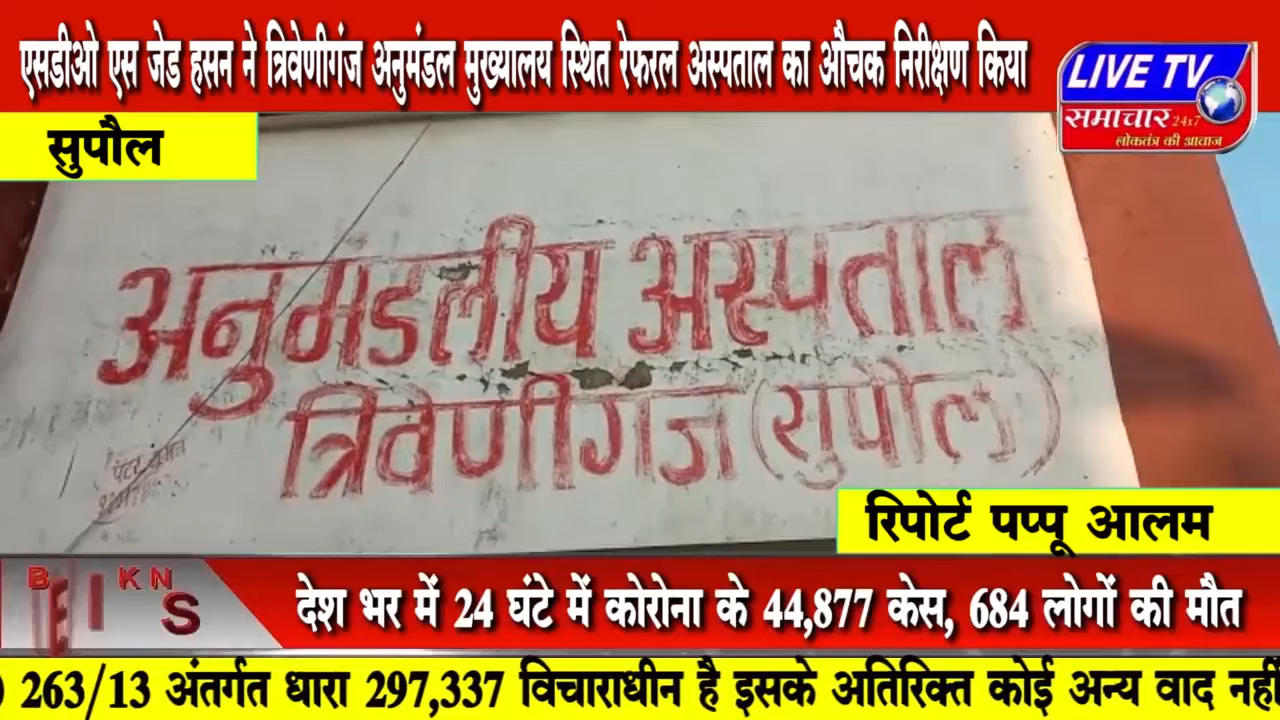 एसडीओ एस जेड हसन ने त्रिवेणीगंज अनुमंडल मुख्यालय स्थित रेफरल अस्पताल का औचक निरीक्षण किया
LIVE TV
समाचार 24x7
लोकतंत्र की आवाज
सुपौल
अनुमंडलीय अस्पताल
त्रिवेणीगज (सुपौल)
रिपोर्ट पप्पू आलम
देश भर में 24 घंटे में कोरोना के 44,877 केस, 684 लोगों की मौत
) 263/13 अंतर्गत धारा 297,337 विचाराधीन है इसके अतिरिक्त कोई अन्य वाद नहीं